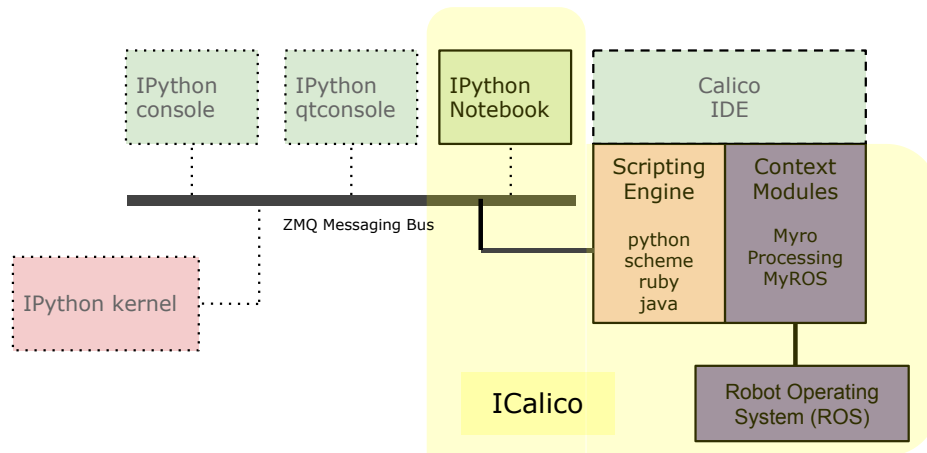 IPython
console
IPython
qtconsole
IPython
Notebook
Calico
IDE
Scripting
Engine
python
scheme
ruby
java
Context
Modules
Myro
Processing
MyROS
ZMQ Messaging Bus
IPython kernel
ICalico
Robot Operating
System (ROS)